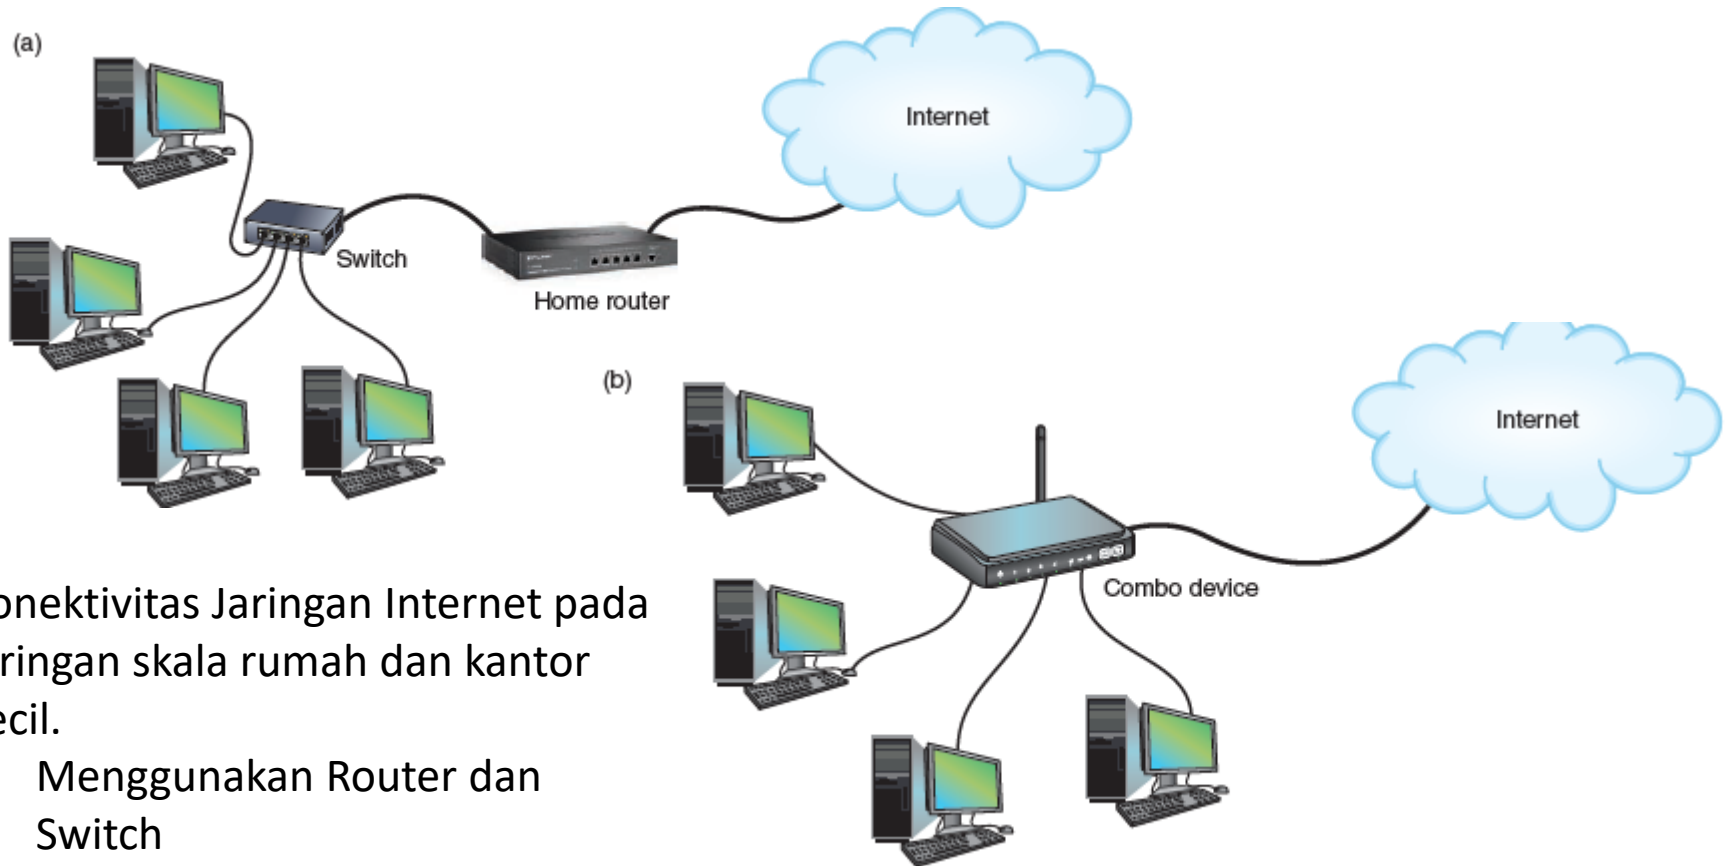 (a)
Internet
Switch
Home router
(b)
Internet
Combo device
onektivitas Jaringan Internet pada
ringan skala rumah dan kantor
ecil.
Menggunakan Router dan
Switch